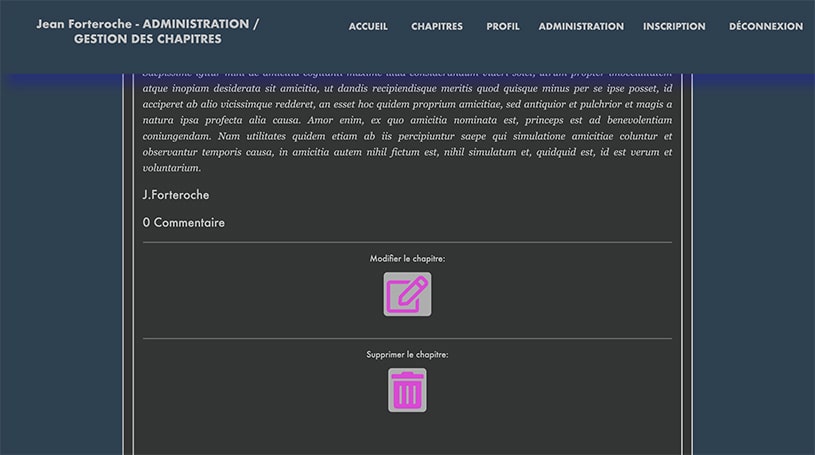 Jean Forteroche - ADMINISTRATION /
GESTION DES CHAPITRES
ACCUEIL CHAPITRES PROFIL ADMINISTRATION INSCRIPTION DÉCONNEXION
atque inopiam desiderata sit amicitia, ut dandis recipiendisque meritis quod quisque minus per se ipse posset, id
acciperet ab alio vicissimque redderet, an esset hoc quidem proprium amicitiae, sed antiquior et pulchrior et magis a
natura ipsa profecta alia causa. Amor enim, ex quo amicitia nominata est, princeps est ad benevolentiam
coniungendam. Nam utilitates quidem etiam ab iis percipiuntur saepe qui simulatione amicitiae coluntur et
observantur temporis causa, in amicitia autem nihil fictum est, nihil simulatum et, quidquid est, id est verum et
voluntarium.
J.Forteroche
0 Commentaire
Modifier le chapitre:
Supprimer le chapitre: